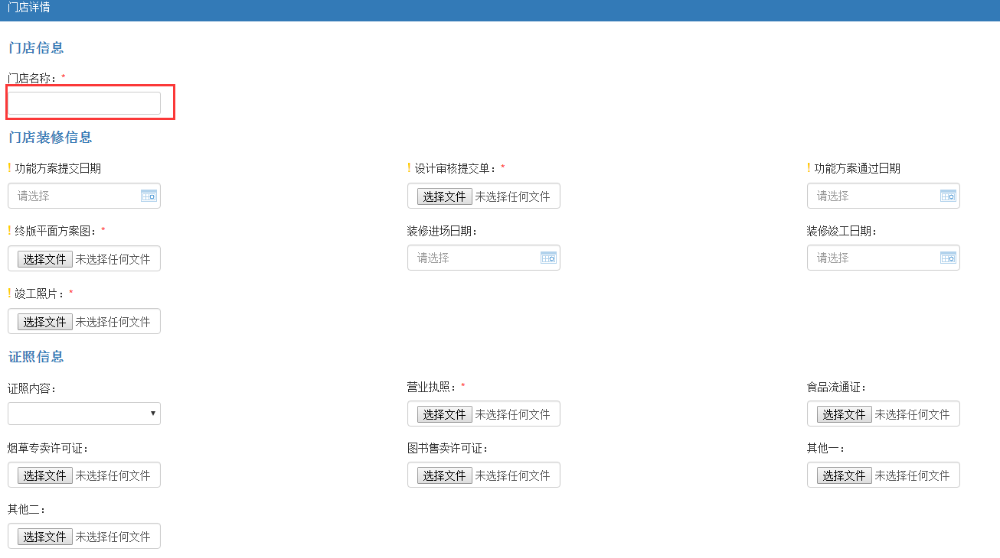 门店详情
门店信息
门店名称：*
门店装修信息
! 功能方案提交日期
! 设计审核提交单：*
! 功能方案通过日期
请选择
选择文件 未选择任何文件
请选择
! 终版平面方案图：*
装修进场日期：
装修竣工日期：
选择文件 未选择任何文件
请选择
请选择
! 竣工照片：*
选择文件 未选择任何文件
证照信息
证照内容：
营业执照：*
食品流通证：
选择文件 未选择任何文件
选择文件 未选择任何文件
烟草专卖许可证：
图书售卖许可证：
其他一：
选择文件 未选择任何文件
选择文件 未选择任何文件
选择文件 未选择任何文件
其他二：
选择文件 未选择任何文件